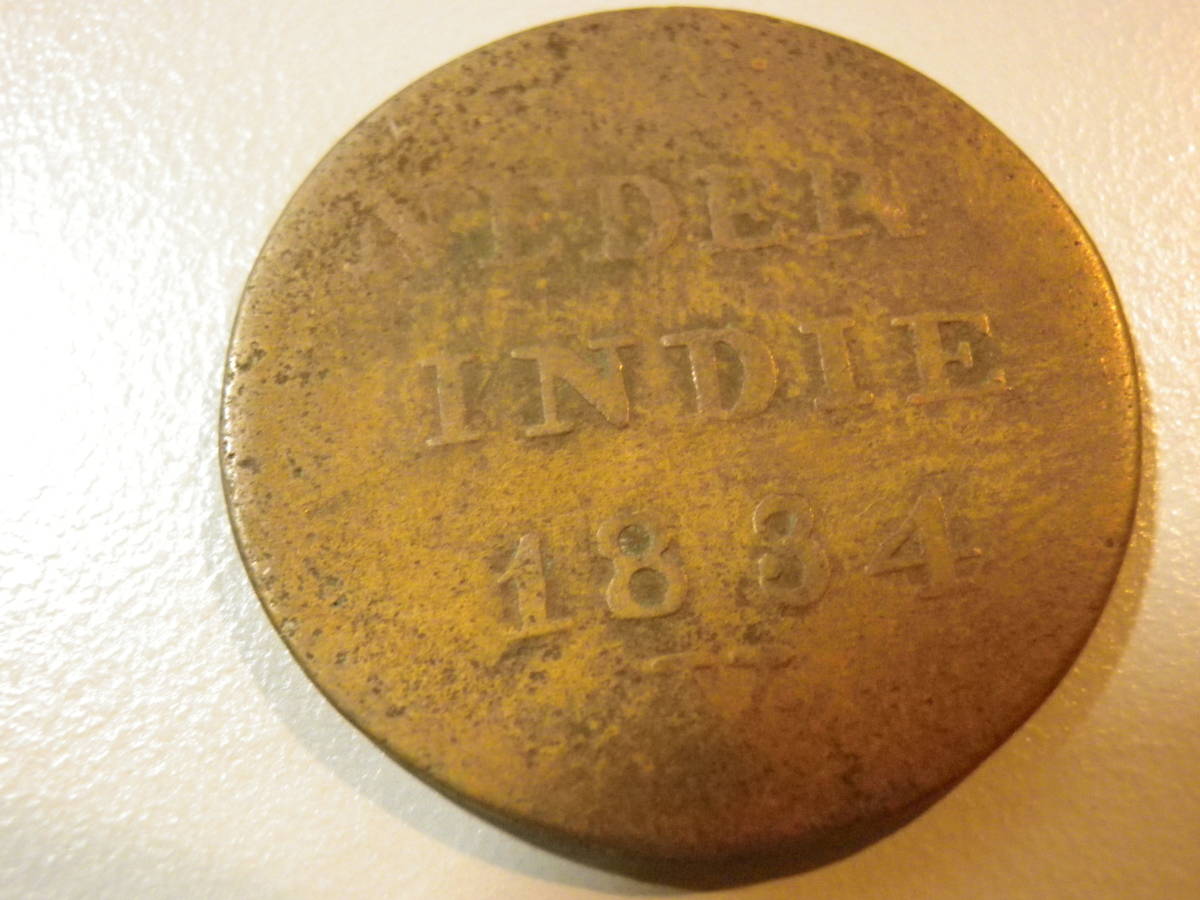 NEDER
INDIE
1834
V